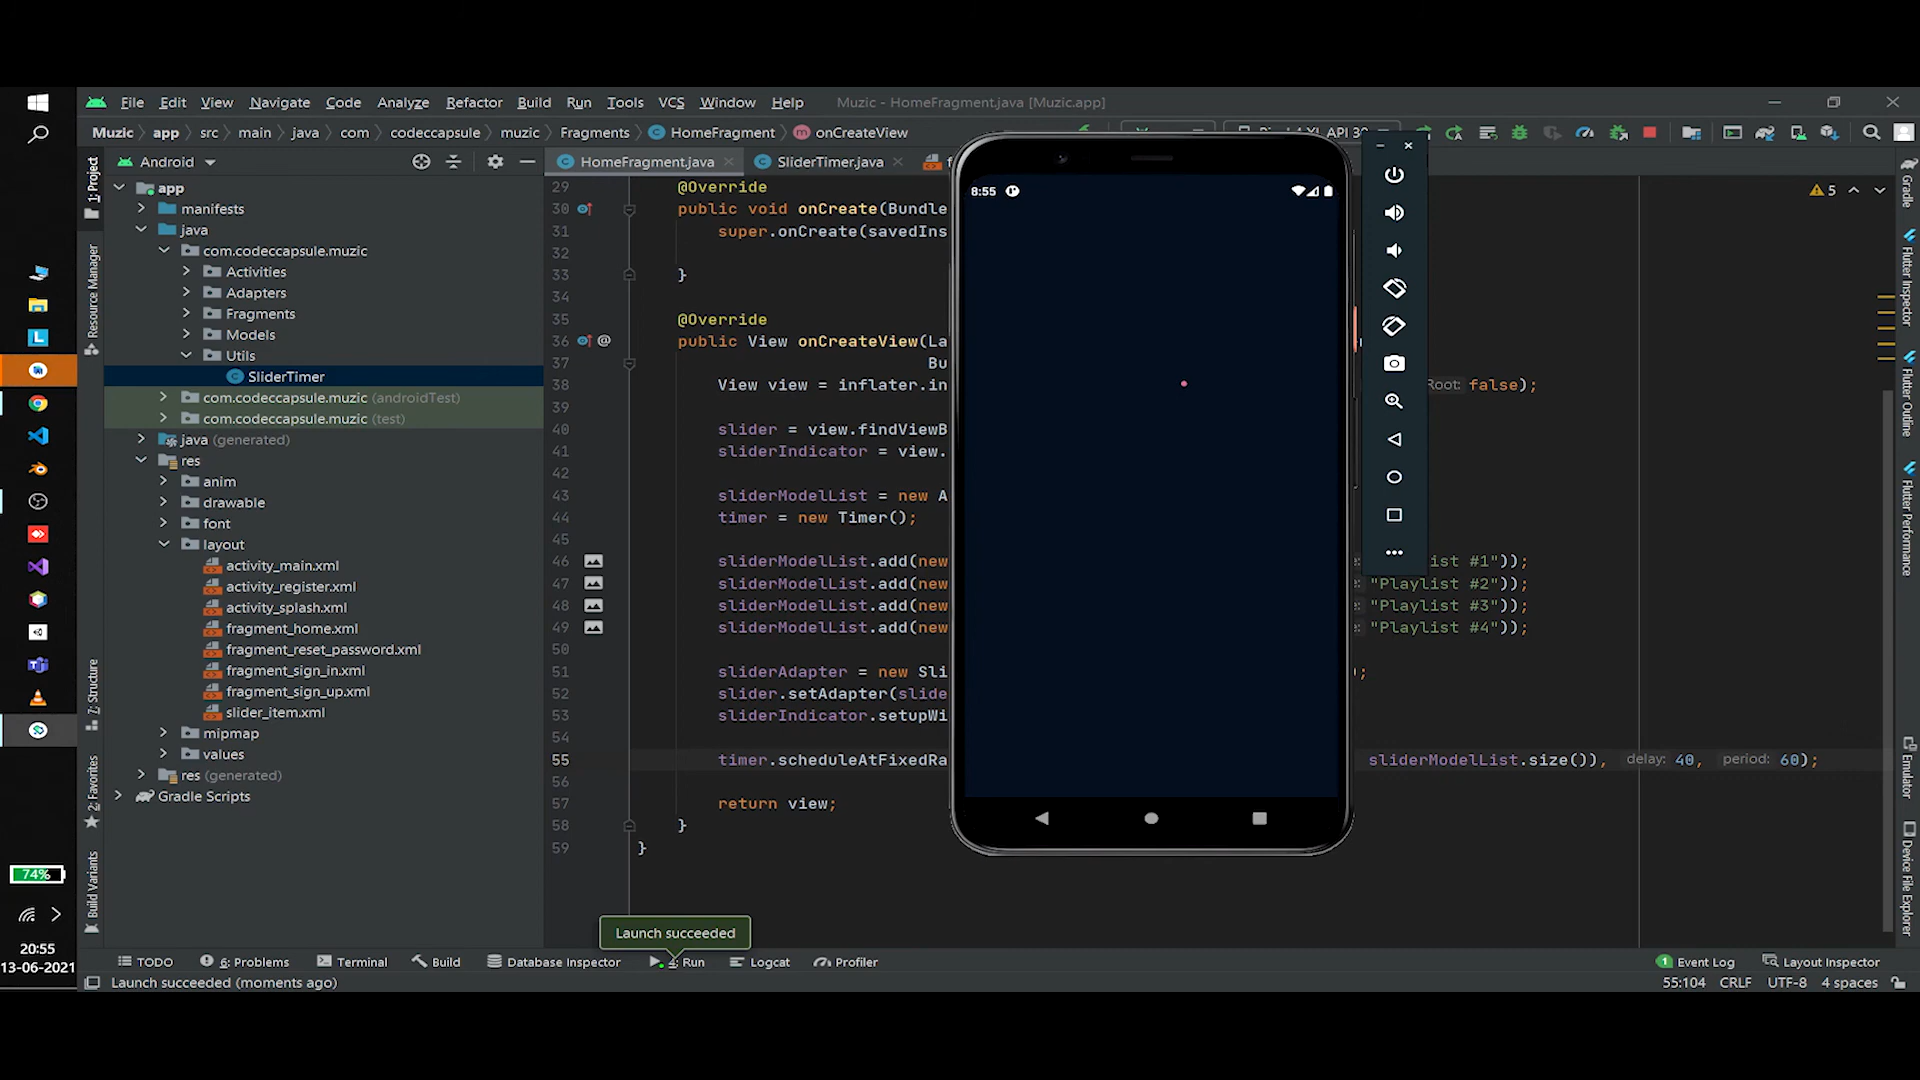 File Edit View Navigate Code Analyze Refactor Build Run Tools VCS Window Help Muzic - HomeFragment.java [Muzic.app]
Muzic app src main java com codeccapsule muzic Fragments HomeFragment onCreateView
Android
HomeFragment.java SliderTimer.java
1: Project
Resource Manager
7: Structure
2: Favorites
Build Variants
app
manifests
java
com.codeccapsule.muzic
Activities
Adapters
Fragments
Models
Utils
SliderTimer
com.codeccapsule.muzic (androidTest)
com.codeccapsule.muzic (test)
java (generated)
res
anim
drawable
font
layout
activity_main.xml
activity_register.xml
activity_splash.xml
fragment_home.xml
fragment_reset_password.xml
fragment_sign_in.xml
fragment_sign_up.xml
slider_item.xml
mipmap
values
res (generated)
Gradle Scripts
29 @Override
30 public void onCreate(Bundle
31 super.onCreate(savedIns
32
33 }
34
35 @Override
36 @ public View onCreateView(La
37 Bu
38 View view = inflater.in Root: false);
39
40 slider = view.findViewB
41 sliderIndicator = view.
42
43 sliderModelList = new A
44 timer = new Timer();
45
46 sliderModelList.add(new ist #1"));
47 sliderModelList.add(new "Playlist #2"));
48 sliderModelList.add(new "Playlist #3"));
49 sliderModelList.add(new "Playlist #4"));
50
51 sliderAdapter = new Sli ;
52 slider.setAdapter(slide
53 sliderIndicator.setupWi
54
55 timer.scheduleAtFixedRa sliderModelList.size()), delay: 40, period: 60);
56
57 return view;
58 }
59 }
8:55
5
Gradle
Flutter Inspector
Flutter Outline
Flutter Performance
Emulator
Device File Explorer
74%
20:55
13-06-2021
Launch succeeded
TODO 6: Problems Terminal Build Database Inspector 4: Run Logcat Profiler 1 Event Log Layout Inspector
Launch succeeded (moments ago) 55:104 CRLF UTF-8 4 spaces